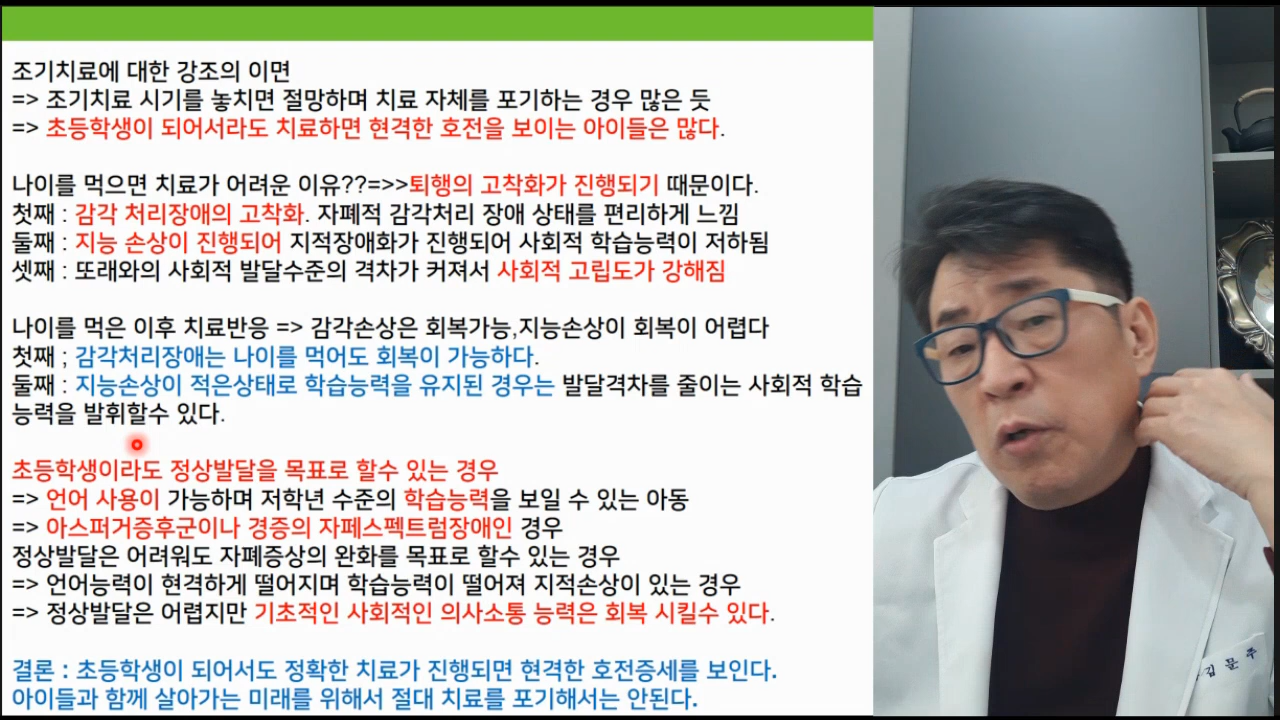 조기치료에 대한 강조의 이면
=> 조기치료 시기를 놓치면 절망하며 치료 자체를 포기하는 경우 많은 듯
=> 초등학생이 되어서라도 치료하면 현격한 호전을 보이는 아이들은 많다.
나이를 먹으면 치료가 어려운 이유??=>>퇴행의 고착화가 진행되기 때문이다.
첫째 : 감각 처리장애의 고착화. 자폐적 감각처리 장애 상태를 편리하게 느낌
둘째 : 지능 손상이 진행되어 지적장애화가 진행되어 사회적 학습능력이 저하됨
셋째 : 또래와의 사회적 발달수준의 격차가 커져서 사회적 고립도가 강해짐
나이를 먹은 이후 치료반응 => 감각손상은 회복가능,지능손상이 회복이 어렵다
첫째 ; 감각처리장애는 나이를 먹어도 회복이 가능하다.
둘째 : 지능손상이 적은상태로 학습능력을 유지된 경우는 발달격차를 줄이는 사회적 학습
능력을 발휘할수 있다.
초등학생이라도 정상발달을 목표로 할수 있는 경우
=> 언어 사용이 가능하며 저학년 수준의 학습능력을 보일 수 있는 아동
=> 아스퍼거증후군이나 경증의 자페스펙트럼장애인 경우
정상발달은 어려워도 자폐증상의 완화를 목표로 할수 있는 경우
=> 언어능력이 현격하게 떨어지며 학습능력이 떨어져 지적손상이 있는 경우
=> 정상발달은 어렵지만 기초적인 사회적인 의사소통 능력은 회복 시킬수 있다.
결론 : 초등학생이 되어서도 정확한 치료가 진행되면 현격한 호전증세를 보인다.
아이들과 함께 살아가는 미래를 위해서 절대 치료를 포기해서는 안된다.
김문주